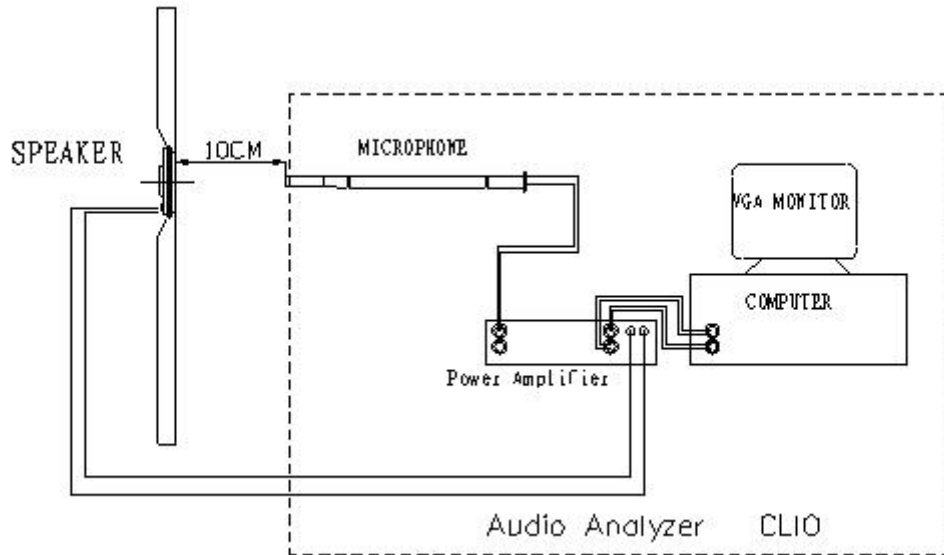 SPEAKER
10CM
MICROPHONE
VGA MONITOR
COMPUTER
Power Amplifier
Audio Analyzer CLIO